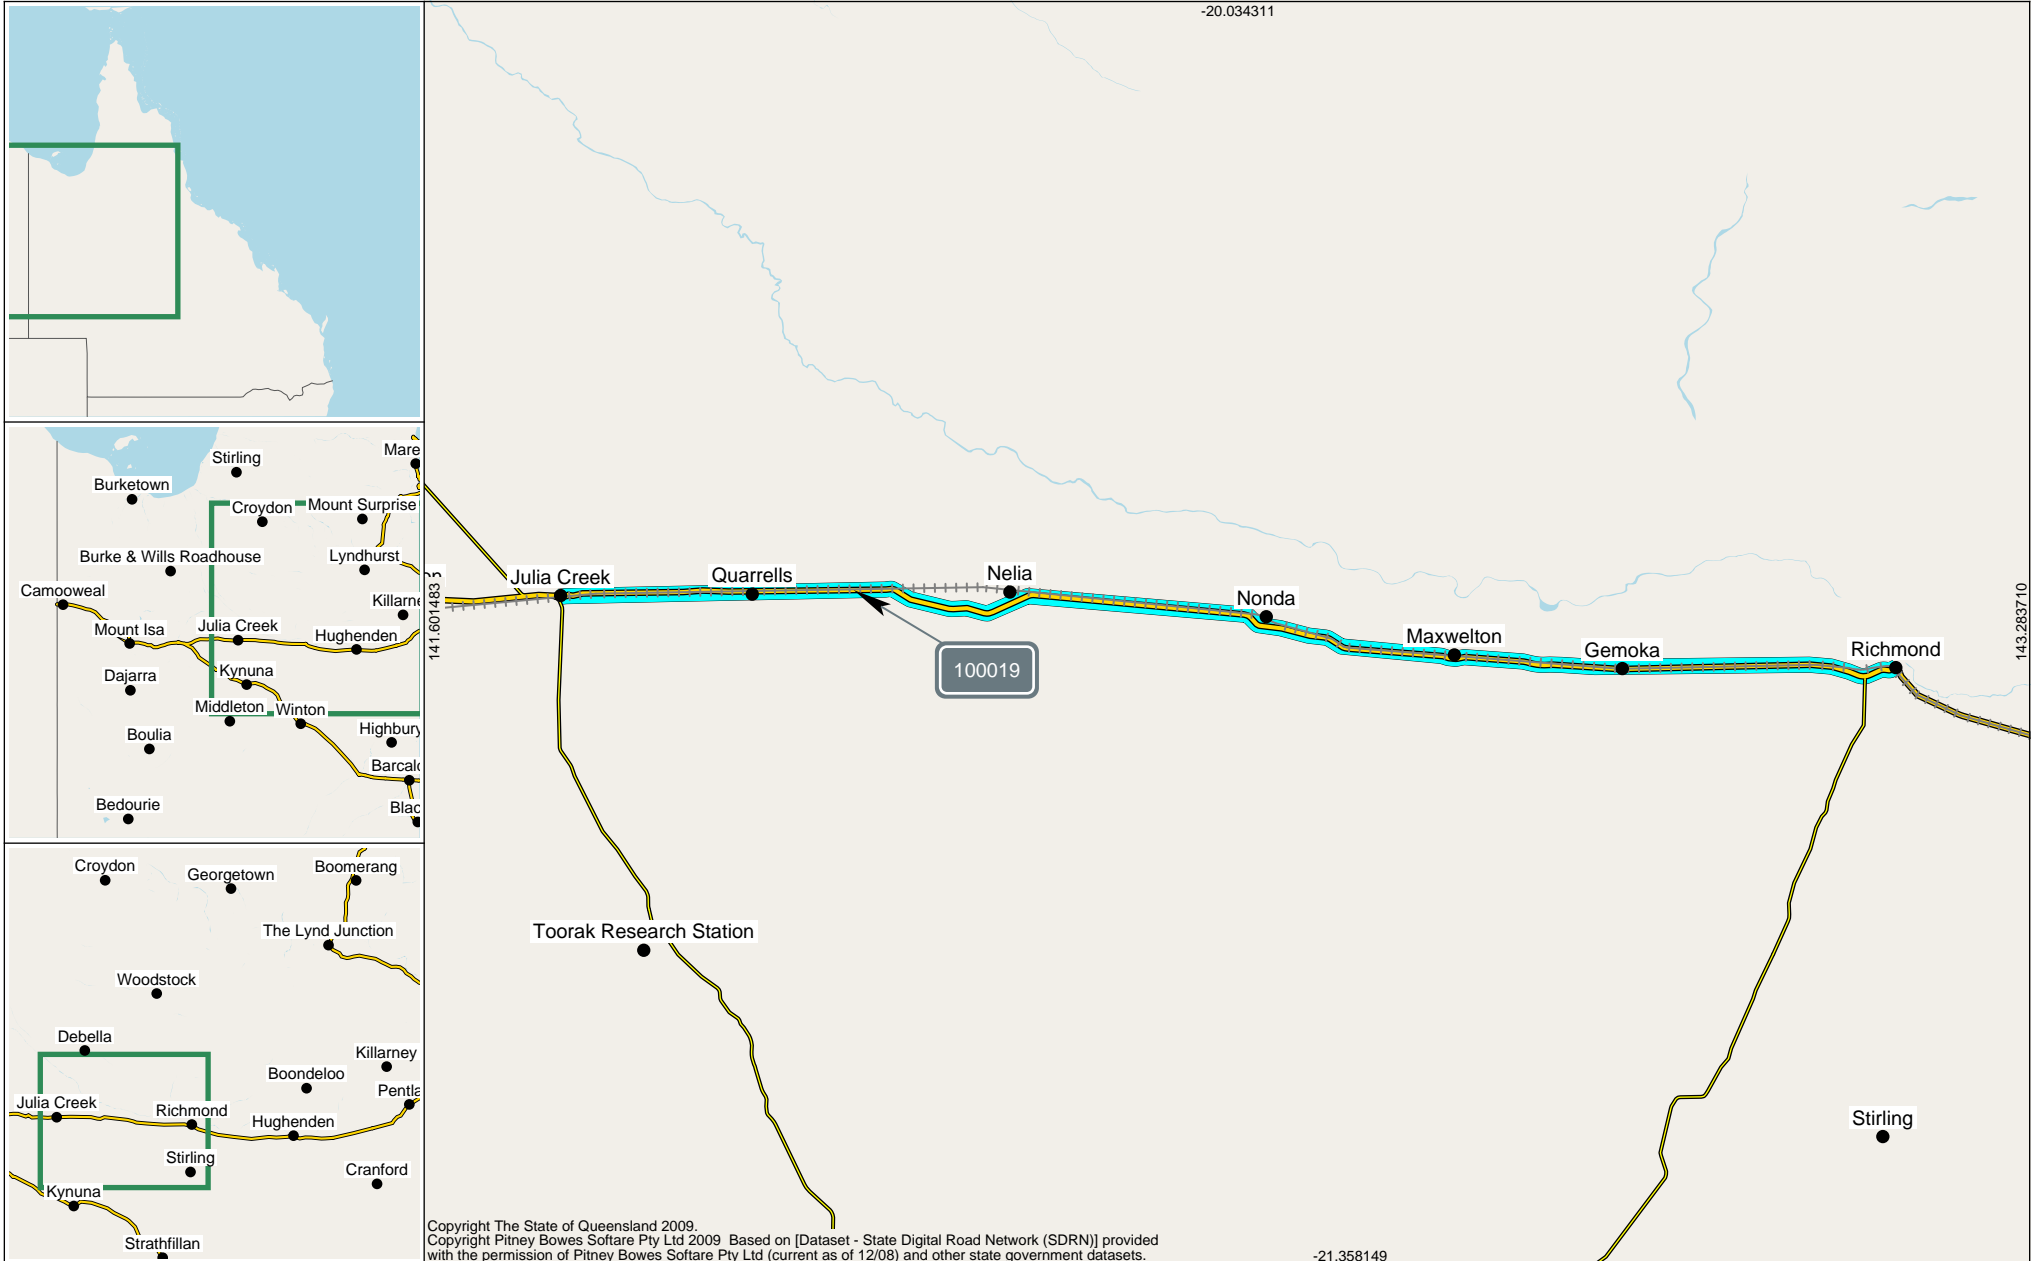 -20.034311
Stirling
Mare
Burketown
Croydon
Mount Surprise
Burke & Wills Roadhouse
Lyndhurst
Camooweal
Killarne
Mount Isa
Julia Creek
Hughenden
Dajarra
Kynuna
Middleton
Winton
Boulia
Highbury
Barcalo
Bedourie
Blac
Croydon
Georgetown
Boomerang
The Lynd Junction
Woodstock
Debella
Killarney
Boondeloo
Pentla
Julia Creek
Richmond
Hughenden
Stirling
Cranford
Kynuna
Strathfillan
141.601483
Julia Creek
Quarrells
Nelia
Nonda
Maxwelton
Gemoka
Richmond
143.283710
100019
Toorak Research Station
Stirling
Copyright The State of Queensland 2009.
Copyright Pitney Bowes Softare Pty Ltd 2009 Based on [Dataset - State Digital Road Network (SDRN)] provided
with the permission of Pitney Bowes Softare Pty Ltd (current as of 12/08) and other state government datasets.
-21.358149